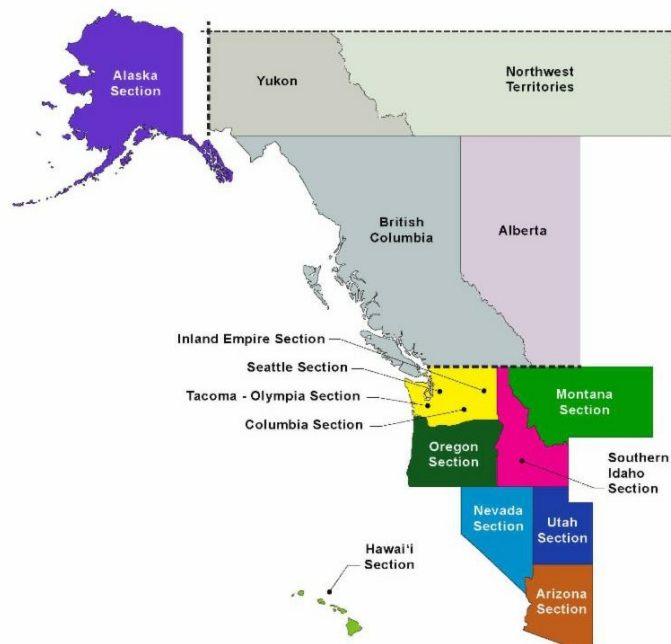 Alaska
Section
Yukon
Northwest
Territories
British
Columbia
Alberta
Inland Empire Section
Seattle Section
Tacoma - Olympia Section
Columbia Section
Montana
Section
Oregon
Section
Southern
Idaho
Section
Nevada
Section
Utah
Section
Hawai‘i
Section
Arizona
Section